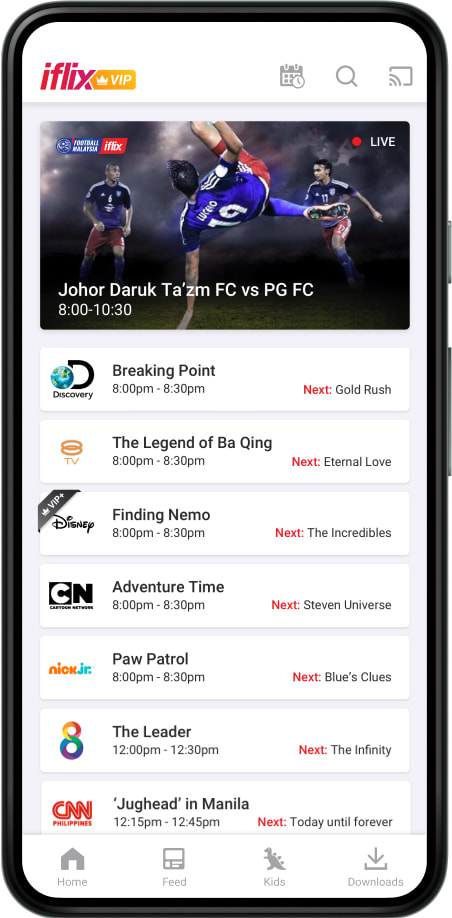 iflix VIP
FOOTBALL MALAYSIA iflix
LIVE
6
LUCERO
19
Johor Daruk Ta’zm FC vs PG FC
8:00-10:30
Discovery
Breaking Point
8:00pm - 8:30pm
Next: Gold Rush
TV
The Legend of Ba Qing
8:00pm - 8:30pm
Next: Eternal Love
VIP+
Disney
Finding Nemo
8:00pm - 8:30pm
Next: The Incredibles
CN
CARTOON NETWORK
Adventure Time
8:00pm - 8:30pm
Next: Steven Universe
nick jr.
Paw Patrol
8:00pm - 8:30pm
Next: Blue’s Clues
8
The Leader
12:00pm - 12:30pm
Next: The Infinity
CNN
PHILIPPINES
‘Jughead’ in Manila
12:15pm - 12:45pm
Next: Today until forever
Home
Feed
Kids
Downloads